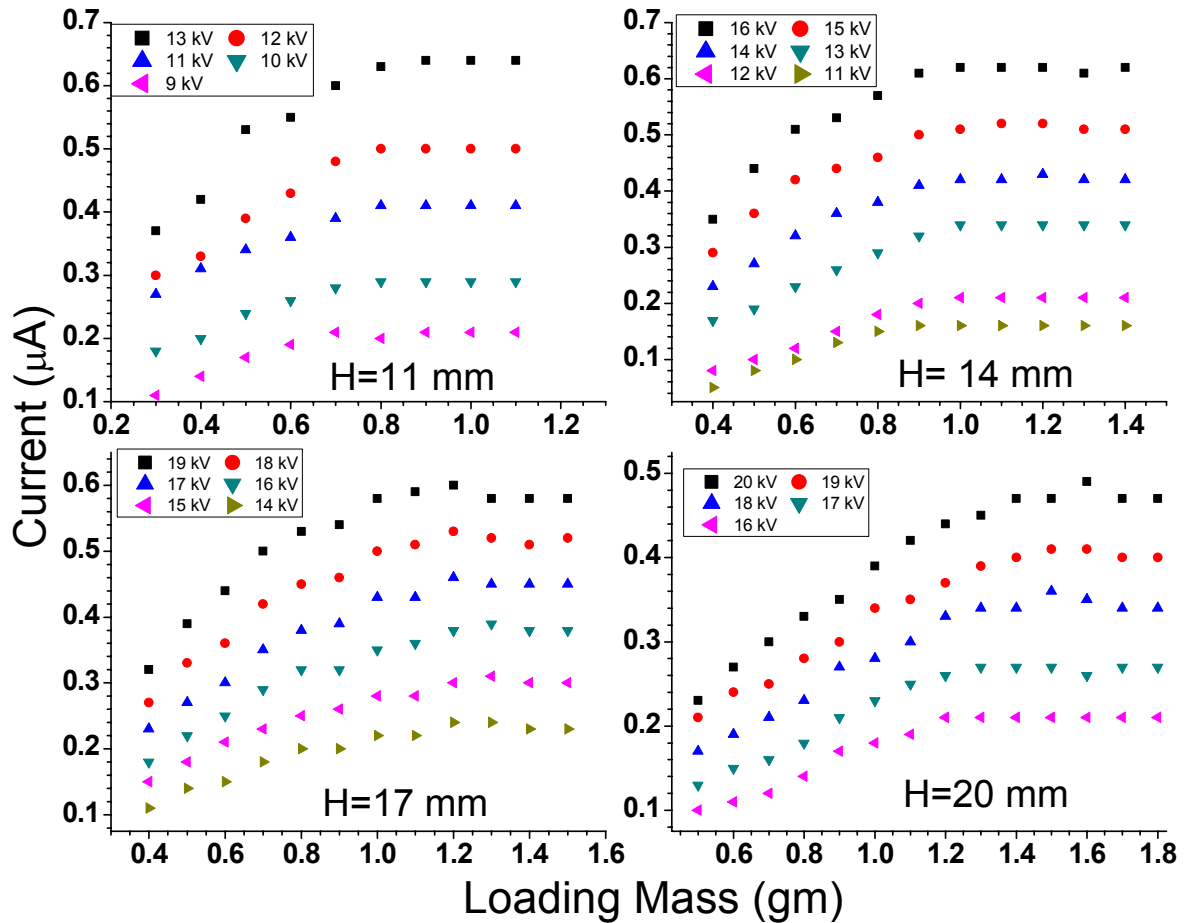 Current (μA)
13 kV 12 kV
11 kV 10 kV
9 kV
0.6
0.5
0.4
0.3
0.2
0.1
H=11 mm
0.2 0.4 0.6 0.8 1.0 1.2
16 kV 15 kV
14 kV 13 kV
12 kV 11 kV
0.7
0.6
0.5
0.4
0.3
0.2
0.1
H= 14 mm
0.4 0.6 0.8 1.0 1.2 1.4
19 kV 18 kV
17 kV 16 kV
15 kV 14 kV
0.6
0.5
0.4
0.3
0.2
0.1
H=17 mm
0.4 0.6 0.8 1.0 1.2 1.4 1.6
20 kV 19 kV
18 kV 17 kV
16 kV
0.5
0.4
0.3
0.2
0.1
H=20 mm
0.6 0.8 1.0 1.2 1.4 1.6 1.8
Loading Mass (gm)